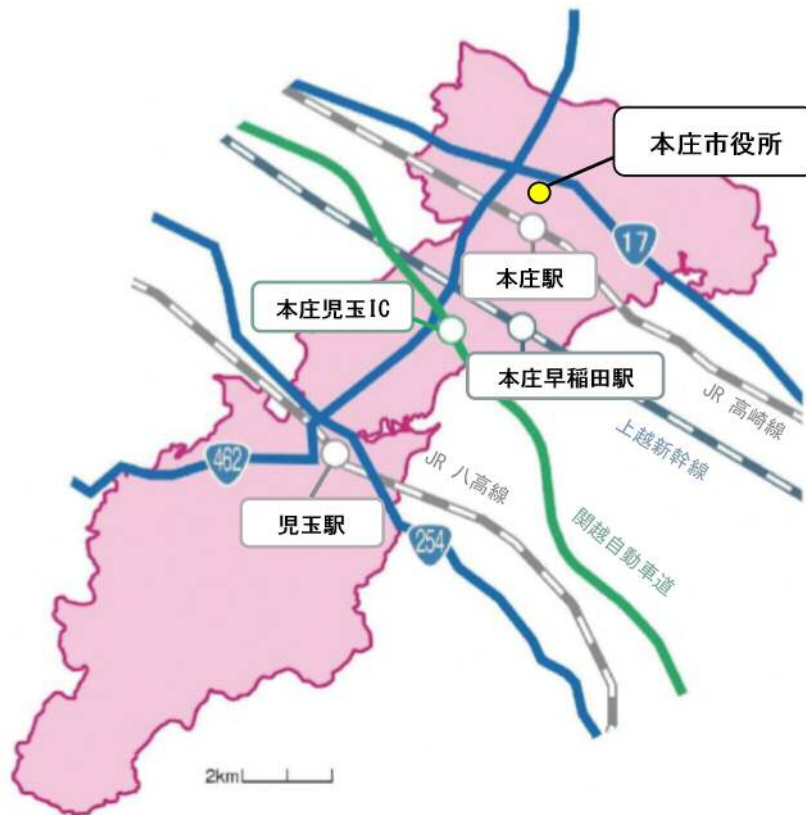 本庄市役所
17
本庄駅
本庄児玉IC
本庄早稲田駅
JR 高崎線
上越新幹線
462
JR 八高線
児玉駅
254
関越自動車道
2km